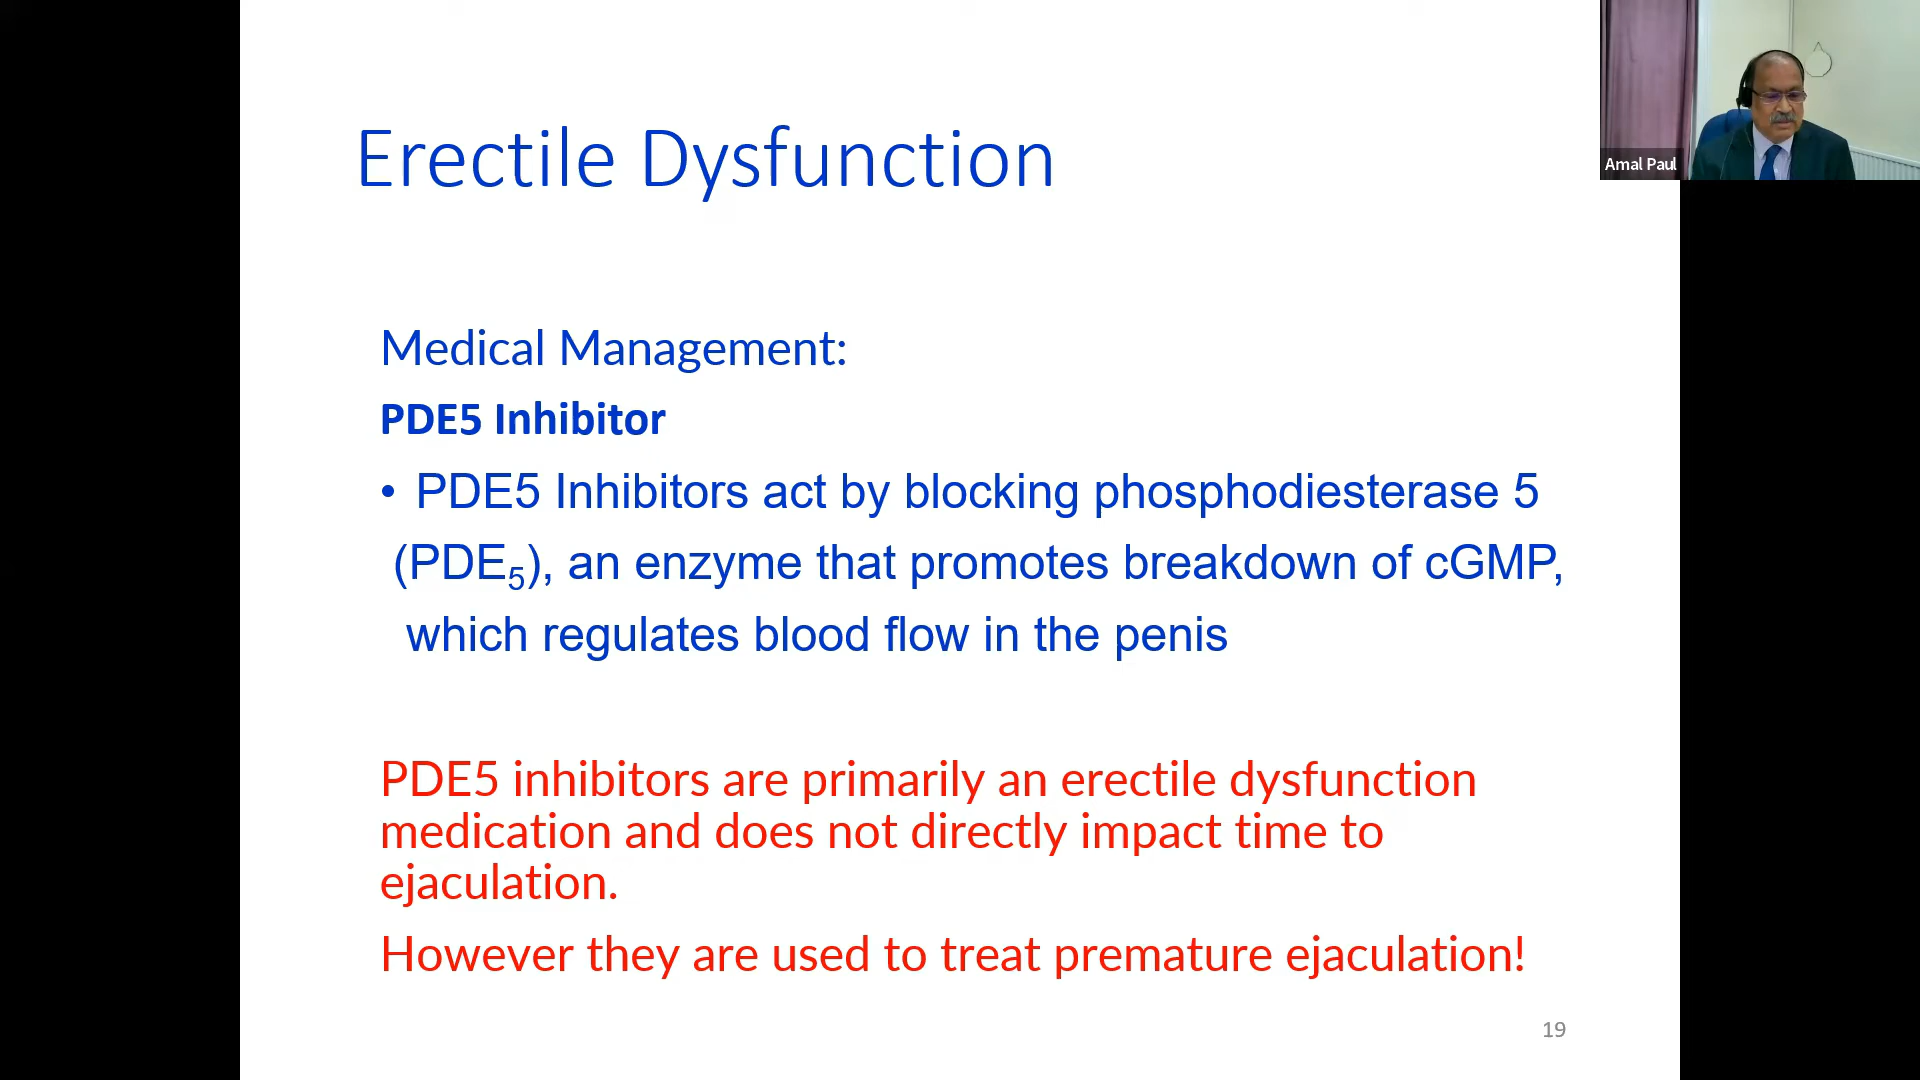 Erectile Dysfunction
Amal Paul
Medical Management:
PDE5 Inhibitor
• PDE5 Inhibitors act by blocking phosphodiesterase 5
(PDE₅), an enzyme that promotes breakdown of cGMP,
which regulates blood flow in the penis
PDE5 inhibitors are primarily an erectile dysfunction
medication and does not directly impact time to
ejaculation.
However they are used to treat premature ejaculation!
19